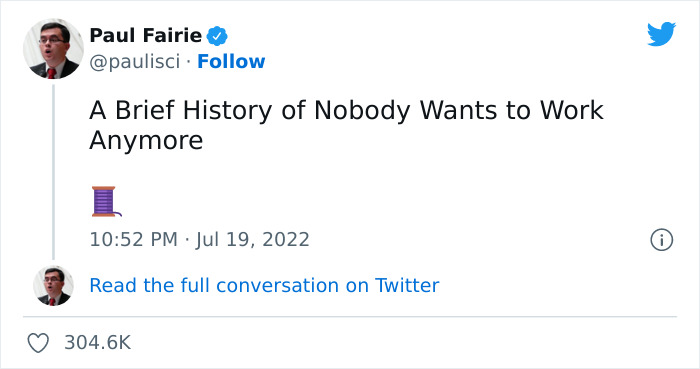 Paul Fairie
@paulisci · Follow
A Brief History of Nobody Wants to Work
Anymore
🧵
10:52 PM · Jul 19, 2022
Read the full conversation on Twitter
304.6K